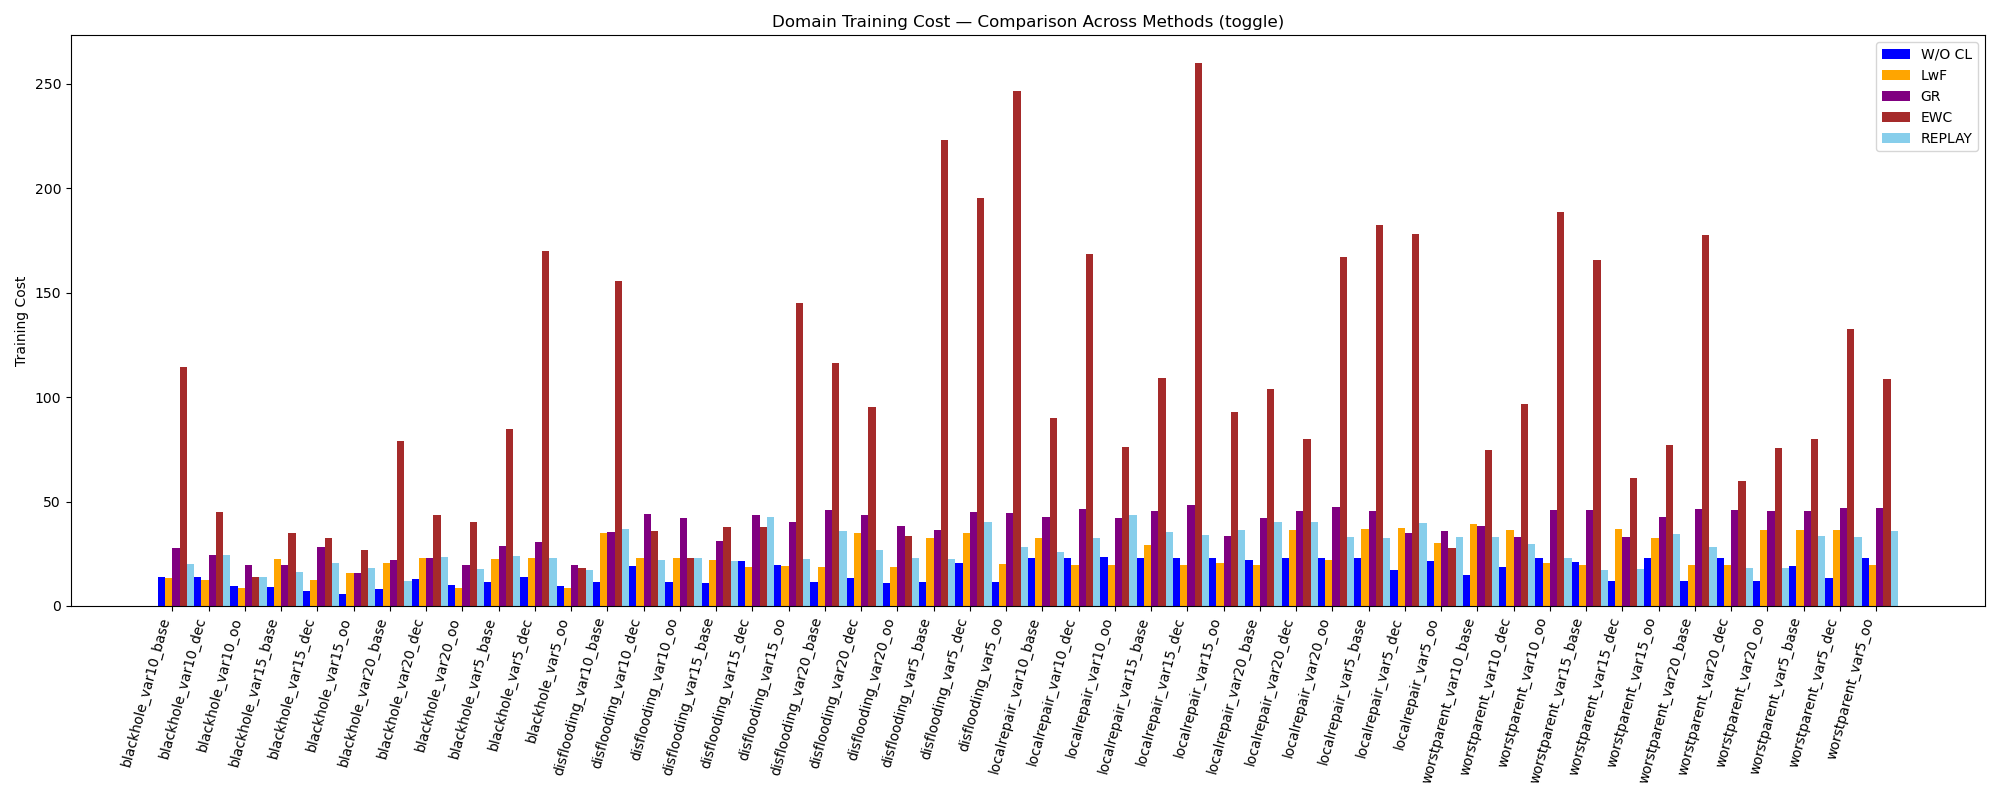 Domain Training Cost — Comparison Across Methods (toggle)
W/O CL
LwF
GR
EWC
REPLAY
Training Cost
250
200
150
100
50
0
blackhole_var10_base
blackhole_var10_dec
blackhole_var10_oo
blackhole_var15_base
blackhole_var15_dec
blackhole_var15_oo
blackhole_var20_base
blackhole_var20_dec
blackhole_var20_oo
blackhole_var5_base
blackhole_var5_dec
blackhole_var5_oo
disflooding_var10_base
disflooding_var10_dec
disflooding_var10_oo
disflooding_var15_base
disflooding_var15_dec
disflooding_var15_oo
disflooding_var20_base
disflooding_var20_dec
disflooding_var20_oo
disflooding_var5_base
disflooding_var5_dec
disflooding_var5_oo
localrepair_var10_base
localrepair_var10_dec
localrepair_var10_oo
localrepair_var15_base
localrepair_var15_dec
localrepair_var15_oo
localrepair_var20_base
localrepair_var20_dec
localrepair_var20_oo
localrepair_var5_base
localrepair_var5_dec
localrepair_var5_oo
worstparent_var10_base
worstparent_var10_dec
worstparent_var10_oo
worstparent_var15_base
worstparent_var15_dec
worstparent_var15_oo
worstparent_var20_base
worstparent_var20_dec
worstparent_var20_oo
worstparent_var5_base
worstparent_var5_dec
worstparent_var5_oo